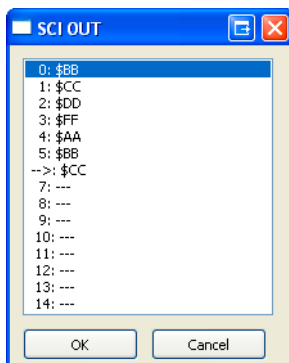 SCI OUT
0: $BB
1: $CC
2: $DD
3: $FF
4: $AA
5: $BB
-->: $CC
7: ---
8: ---
9: ---
10: ---
11: ---
12: ---
13: ---
14: ---
OK Cancel